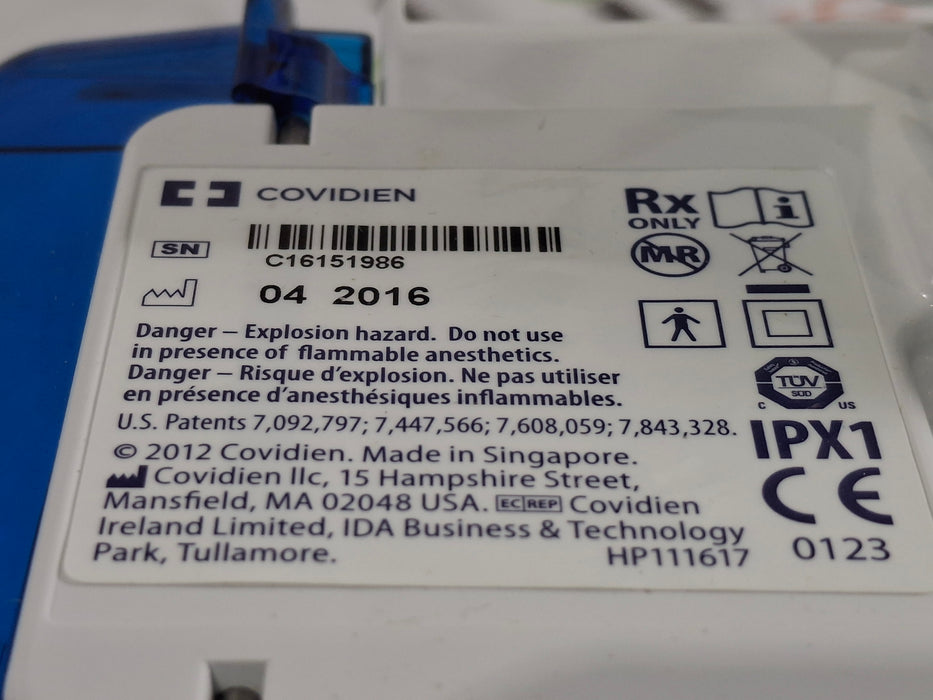 COVIDIEN
SN
C16151986
04 2016
Rx
ONLY
i
MR
Danger – Explosion hazard. Do not use
in presence of flammable anesthetics.
Danger – Risque d'explosion. Ne pas utiliser
en présence d'anesthésiques inflammables.
U.S. Patents 7,092,797; 7,447,566; 7,608,059; 7,843,328.
© 2012 Covidien. Made in Singapore.
Covidien llc, 15 Hampshire Street,
Mansfield, MA 02048 USA. EC REP Covidien
Ireland Limited, IDA Business & Technology
Park, Tullamore. HP111617
TÜV
SÜD
C US
IPX1
CE
0123